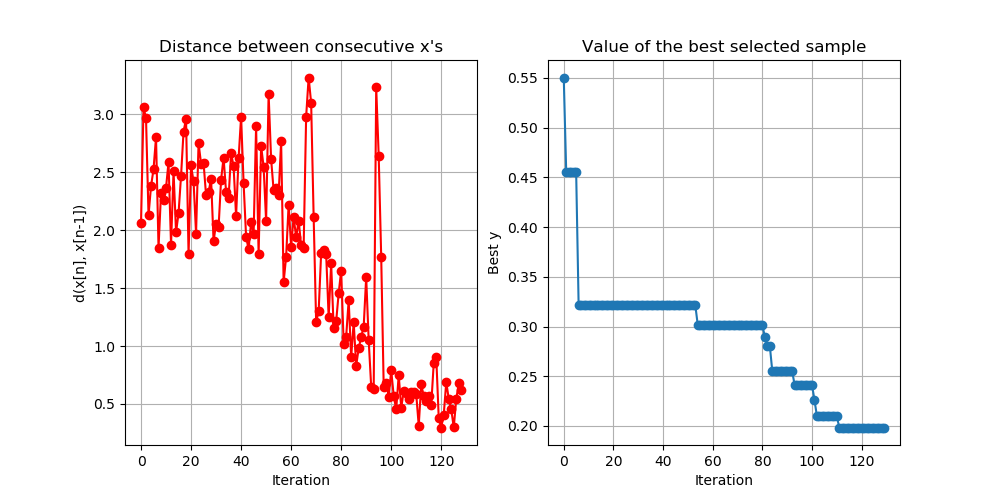 Distance between consecutive x's
d(x[n], x[n-1])
3.0
2.5
2.0
1.5
1.0
0.5
0 20 40 60 80 100 120
Iteration
Value of the best selected sample
Best y
0.55
0.50
0.45
0.40
0.35
0.30
0.25
0.20
0 20 40 60 80 100 120
Iteration